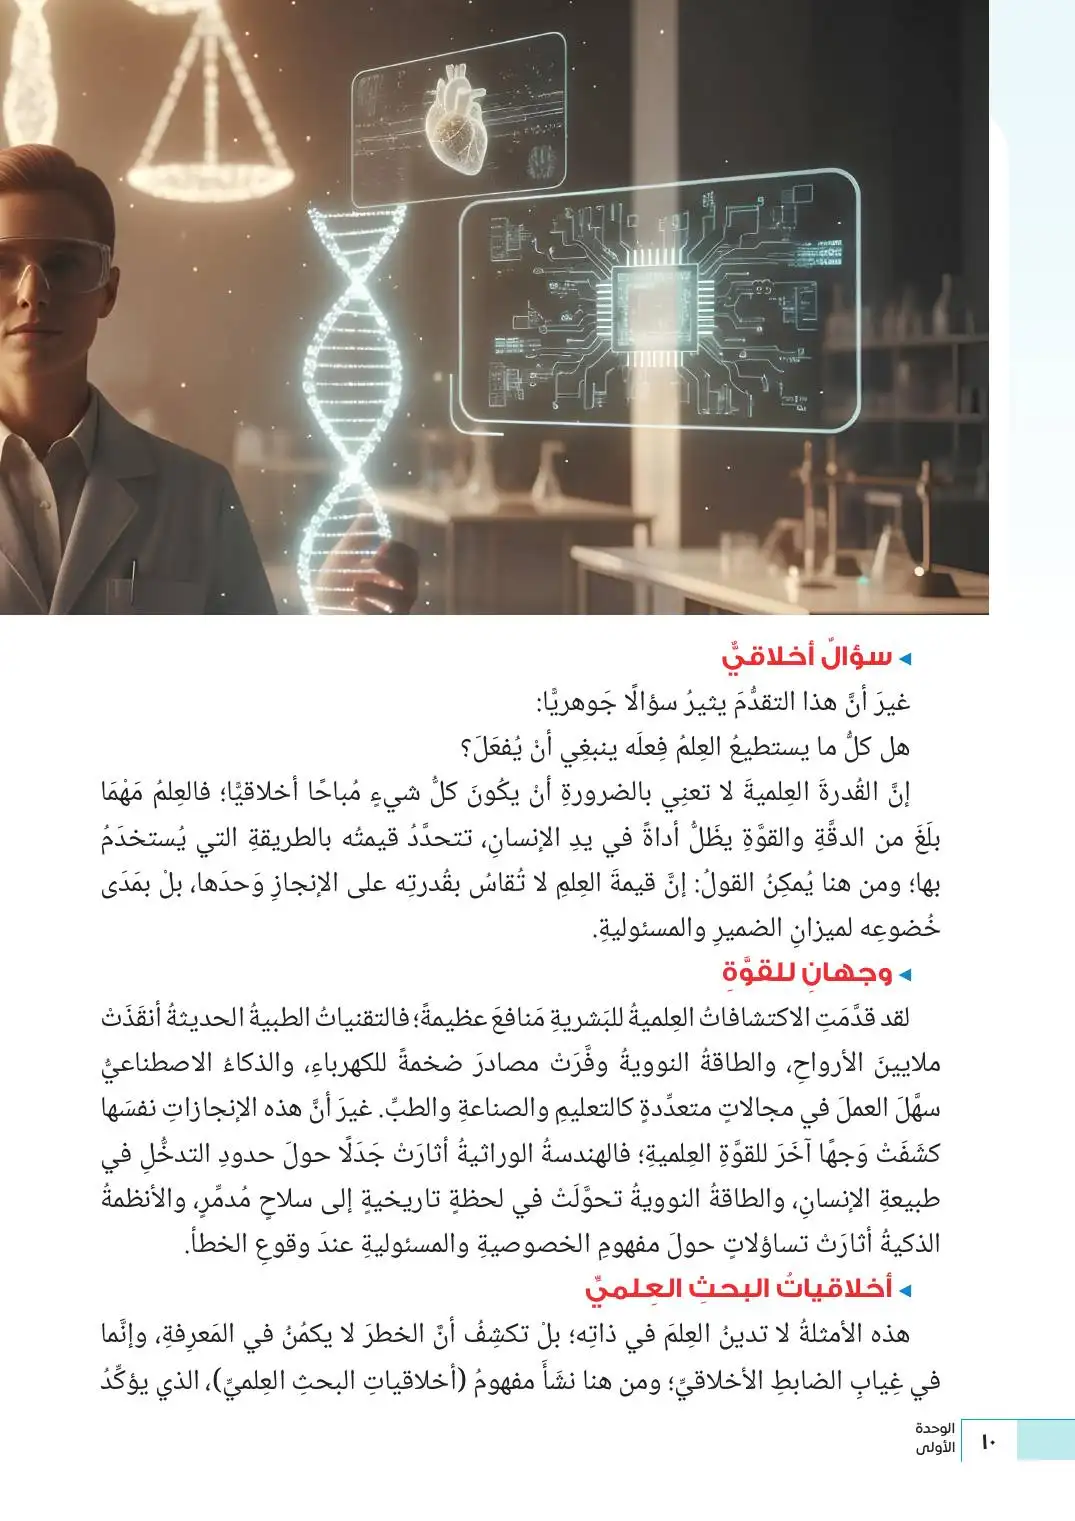 سؤالٌ أخلاقيٌّ
غيرَ أنَّ هذا التقدُّمَ يثيرُ سؤالًا جَوهريًّا:
هل كلُّ ما يستطيعُ العِلمُ فِعلَه ينبغِي أنْ يُفعَلَ؟
إنَّ القُدرةَ العِلميةَ لا تعنِي بالضرورةِ أنْ يكُونَ كلُّ شيءٍ مُباحًا أخلاقيًّا؛ فالعِلمُ مَهْمَا
بلَغَ من الدقَّةِ والقوَّةِ يظَلُّ أداةً في يدِ الإنسانِ، تتحدَّدُ قيمتُه بالطريقةِ التي يُستخدَمُ
بها؛ ومن هنا يُمكِنُ القولُ: إنَّ قيمةَ العِلمِ لا تُقاسُ بقُدرتِه على الإنجازِ وَحدَها، بلْ بمَدَى
خُضوعِه لميزانِ الضميرِ والمسئوليةِ.
وجهانِ للقوَّةِ
لقد قدَّمَتِ الاكتشافاتُ العِلميةُ للبَشريةِ مَنافعَ عظيمةً؛ فالتقنياتُ الطبيةُ الحديثةُ أنقَذَتْ
ملايينَ الأرواحِ، والطاقةُ النوويةُ وفَّرَتْ مصادرَ ضخمةً للكهرباءِ، والذكاءُ الاصطناعيُّ
سهَّلَ العملَ في مجالاتٍ متعدِّدةٍ كالتعليمِ والصناعةِ والطبِّ. غيرَ أنَّ هذه الإنجازاتِ نفسَها
كشَفَتْ وَجهًا آخَرَ للقوَّةِ العِلميةِ؛ فالهندسةُ الوراثيةُ أثارَتْ جَدَلًا حولَ حدودِ التدخُّلِ في
طبيعةِ الإنسانِ، والطاقةُ النوويةُ تحوَّلَتْ في لحظةٍ تاريخيةٍ إلى سلاحٍ مُدمِّرٍ، والأنظمةُ
الذكيةُ أثارَتْ تساؤلاتٍ حولَ مفهومِ الخصوصيةِ والمسئوليةِ عندَ وقوعِ الخطأ.
أخلاقياتُ البحثِ العِلميِّ
هذه الأمثلةُ لا تدينُ العِلمَ في ذاتِه؛ بلْ تكشِفُ أنَّ الخطرَ لا يكمُنُ في المَعرِفةِ، وإنَّما
في غِيابِ الضابطِ الأخلاقيِّ؛ ومن هنا نشَأَ مفهومُ (أخلاقياتِ البحثِ العِلميِّ)، الذي يؤكِّدُ
١٠
الوحدة
الأولى